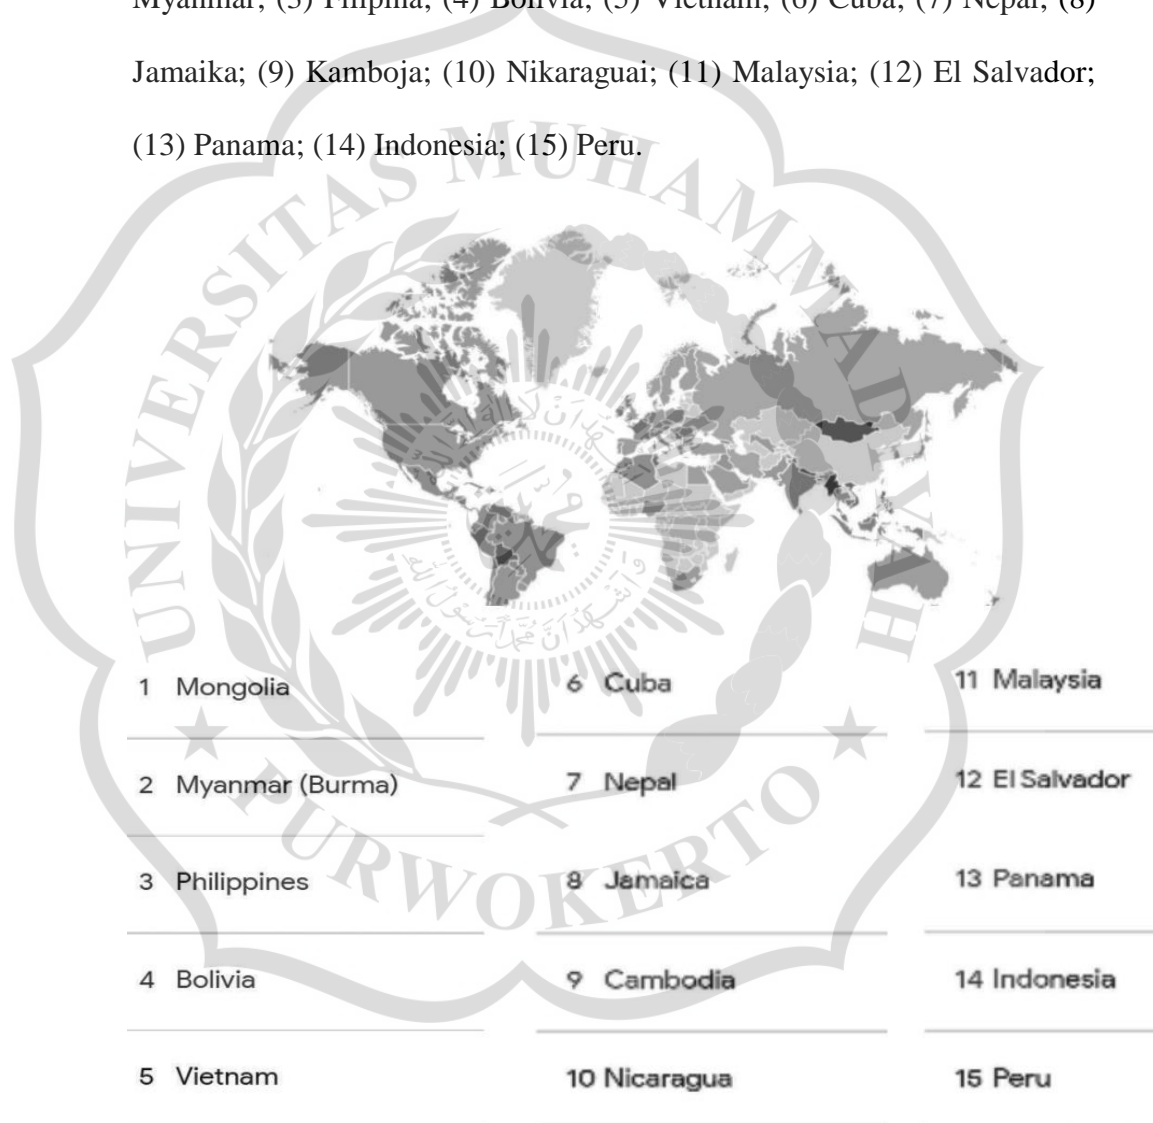 Myanmar; (3) Filipina; (4) Bolivia; (5) Vietnam; (6) Cuba; (7) Nepal; (8)
Jamaika; (9) Kamboja; (10) Nikaraguai; (11) Malaysia; (12) El Salvador;
(13) Panama; (14) Indonesia; (15) Peru.
UNIVERSITAS MUHAMMADIYAH
PURWOKERTO
1 Mongolia
2 Myanmar (Burma)
3 Philippines
4 Bolivia
5 Vietnam
6 Cuba
7 Nepal
8 Jamaica
9 Cambodia
10 Nicaragua
11 Malaysia
12 El Salvador
13 Panama
14 Indonesia
15 Peru